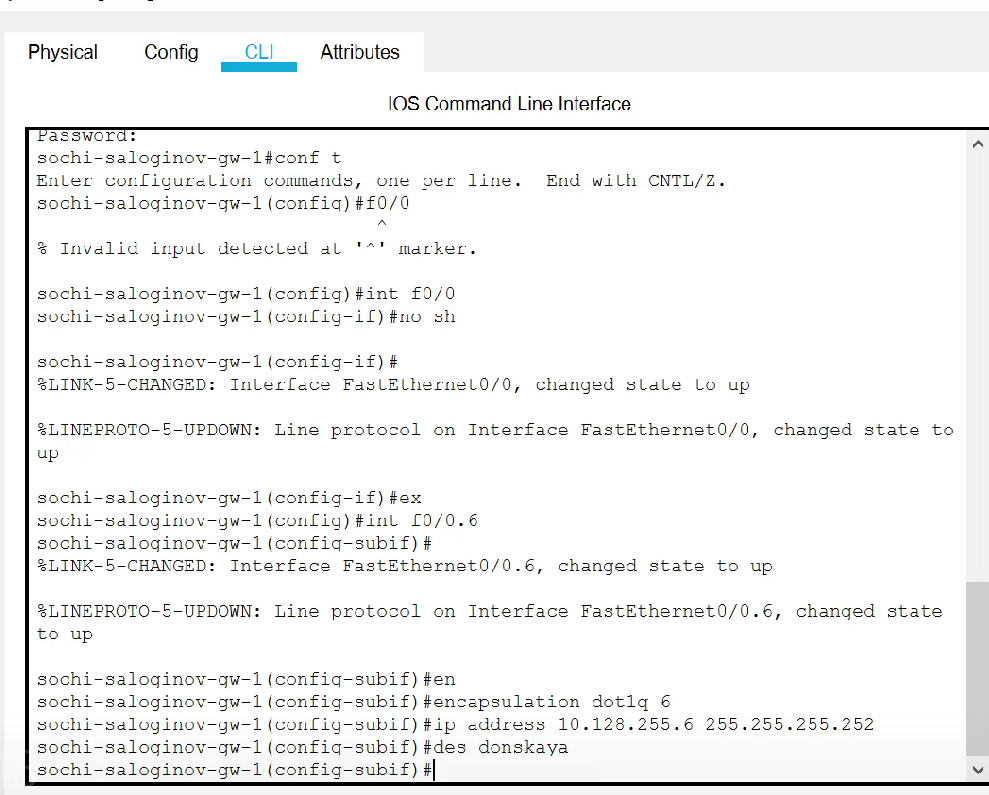 Physical Config CLI Attributes
IOS Command Line Interface
Password:
sochi-saloginov-gw-1#conf t
Enter configuration commands, one per line.  End with CNTL/Z.
sochi-saloginov-gw-1(config)#f0/0
^
% Invalid input detected at '^' marker.
sochi-saloginov-gw-1(config)#int f0/0
sochi-saloginov-gw-1(config-if)#no sh
sochi-saloginov-gw-1(config-if)#
%LINK-5-CHANGED: Interface FastEthernet0/0, changed state to up
%LINEPROTO-5-UPDOWN: Line protocol on Interface FastEthernet0/0, changed state to
up
sochi-saloginov-gw-1(config-if)#ex
sochi-saloginov-gw-1(config)#int f0/0.6
sochi-saloginov-gw-1(config-subif)#
%LINK-5-CHANGED: Interface FastEthernet0/0.6, changed state to up
%LINEPROTO-5-UPDOWN: Line protocol on Interface FastEthernet0/0.6, changed state
to up
sochi-saloginov-gw-1(config-subif)#en
sochi-saloginov-gw-1(config-subif)#encapsulation dot1q 6
sochi-saloginov-gw-1(config-subif)#ip address 10.128.255.6 255.255.255.252
sochi-saloginov-gw-1(config-subif)#des donskaya
sochi-saloginov-gw-1(config-subif)#